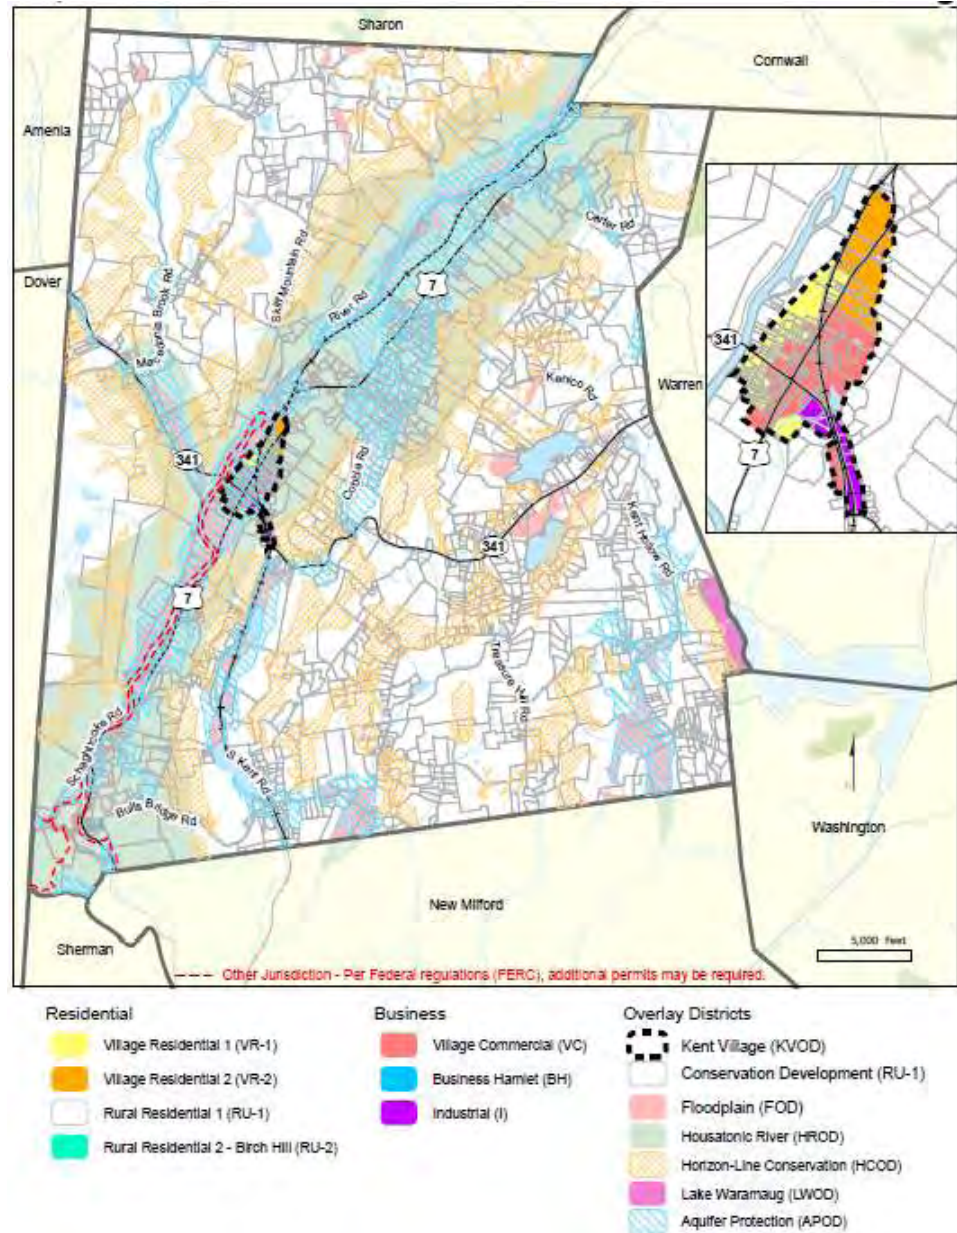 Sharon
Cornwall
Amenia
Carter Rd
Dover
Skiff Mountain Rd
Macedonia Brook Rd
7
River Rd
341
Warren
Kenico Rd
341
Cobble Rd
7
Kent Hollow Rd
341
7
Treasure Hill Rd
Schaghticoke Rd
S Kent Rd
Bulls Bridge Rd
Washington
New Milford
Sherman
5,000 Feet
Other Jurisdiction - Per Federal regulations (FERC), additional permits may be required.
Residential
Village Residential 1 (VR-1)
Village Residential 2 (VR-2)
Rural Residential 1 (RU-1)
Rural Residential 2 - Birch Hill (RU-2)
Business
Village Commercial (VC)
Business Hamlet (BH)
Industrial (I)
Overlay Districts
Kent Village (KVOD)
Conservation Development (RU-1)
Floodplain (FOD)
Housatonic River (HROD)
Horizon-Line Conservation (HCOD)
Lake Waramaug (LWOD)
Aquifer Protection (APOD)